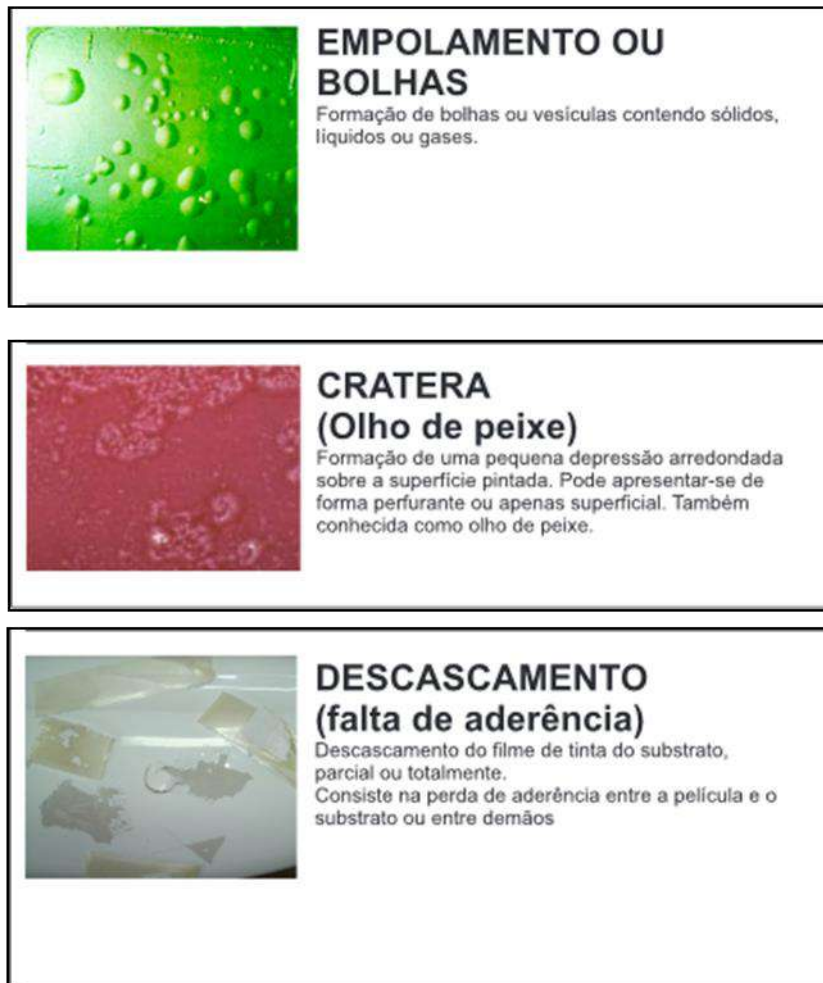 EMPOLAMENTO OU
BOLHAS
Formação de bolhas ou vesículas contendo sólidos,
líquidos ou gases.
CRATERA
(Olho de peixe)
Formação de uma pequena depressão arredondada
sobre a superfície pintada. Pode apresentar-se de
forma perfurante ou apenas superficial. Também
conhecida como olho de peixe.
DESCASCAMENTO
(falta de aderência)
Descascamento do filme de tinta do substrato,
parcial ou totalmente.
Consiste na perda de aderência entre a película e o
substrato ou entre demãos